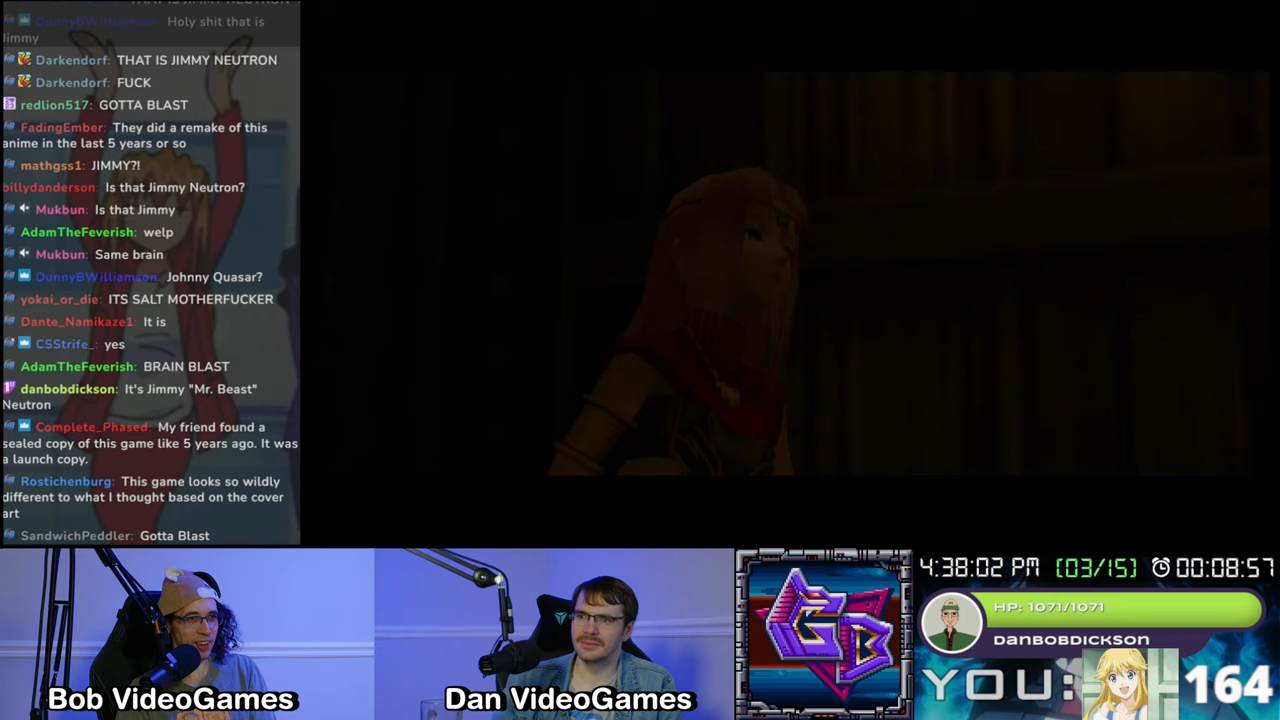 THAT IS JIMMY NEUTRON
DunnyBWilliamson: Holy shit that is
Jimmy
Darkendorf: THAT IS JIMMY NEUTRON
Darkendorf: FUCK
redlion517: GOTTA BLAST
FadingEmber: They did a remake of this
anime in the last 5 years or so
mathgss1: JIMMY?!
billydanderson: Is that Jimmy Neutron?
Mukbun: Is that Jimmy
AdamTheFeverish: welp
Mukbun: Same brain
DunnyBWilliamson: Johnny Quasar?
yokai_or_die: ITS SALT MOTHERFUCKER
Dante_Namikaze1: It is
CSStrife_: yes
AdamTheFeverish: BRAIN BLAST
danbobdickson: It's Jimmy "Mr. Beast"
Neutron
Complete_Phased: My friend found a
sealed copy of this game like 5 years ago. It was
a launch copy.
Rostichenburg: This game looks so wildly
different to what I thought based on the cover
art
SandwichPeddler: Gotta Blast
Bob VideoGames
Dan VideoGames
GB
4:38:02 PM [03/15] 00:08:57
HP: 1071/1071
DANBOBDICKSON
YOU: 164